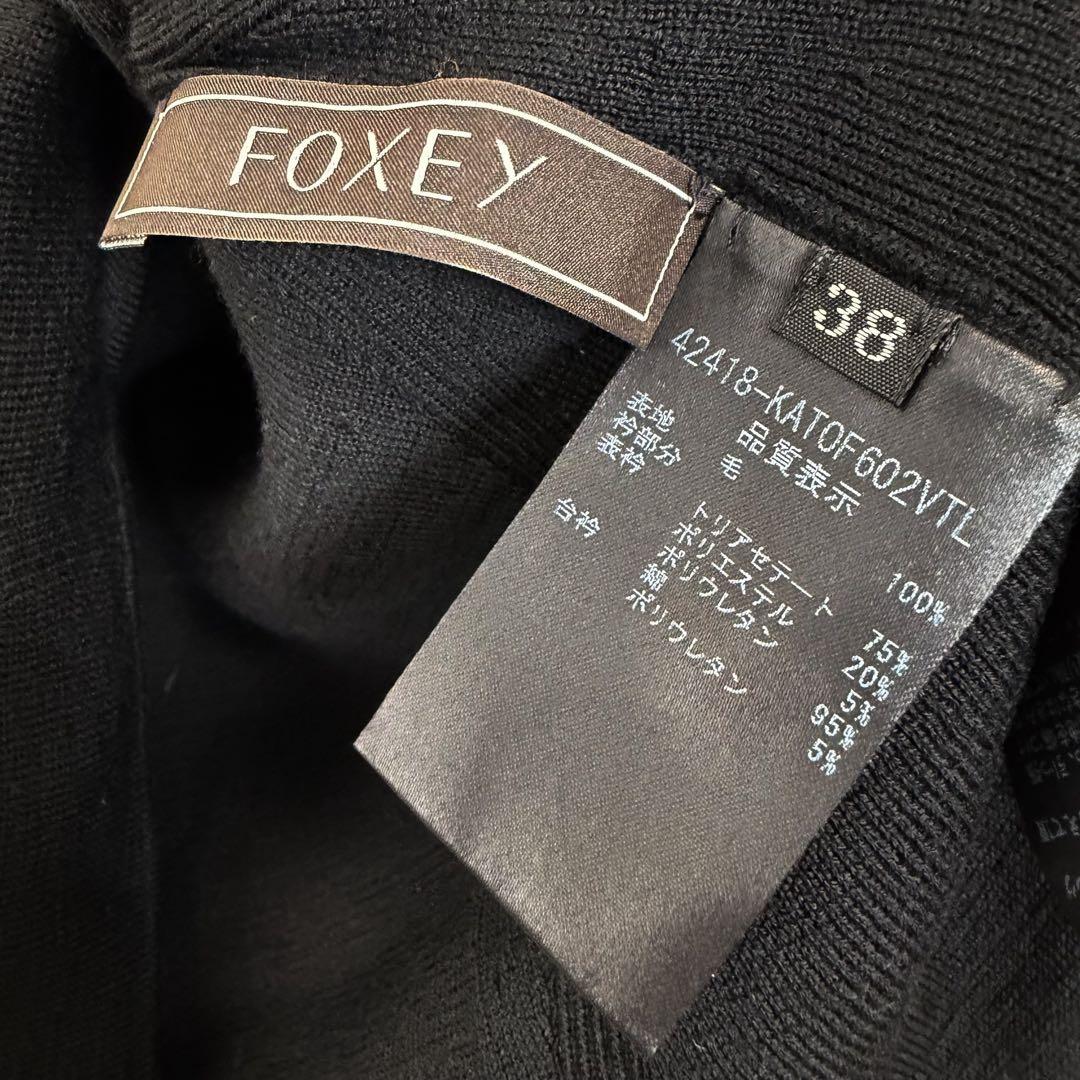 FOXEY
38
42418-KATOF602VTL
品質表示
表地 毛 100%
衿部分
表衿 トリアセテート 75%
ポリエステル 20%
ポリウレタン 5%
台衿 綿 95%
ポリウレタン 5%